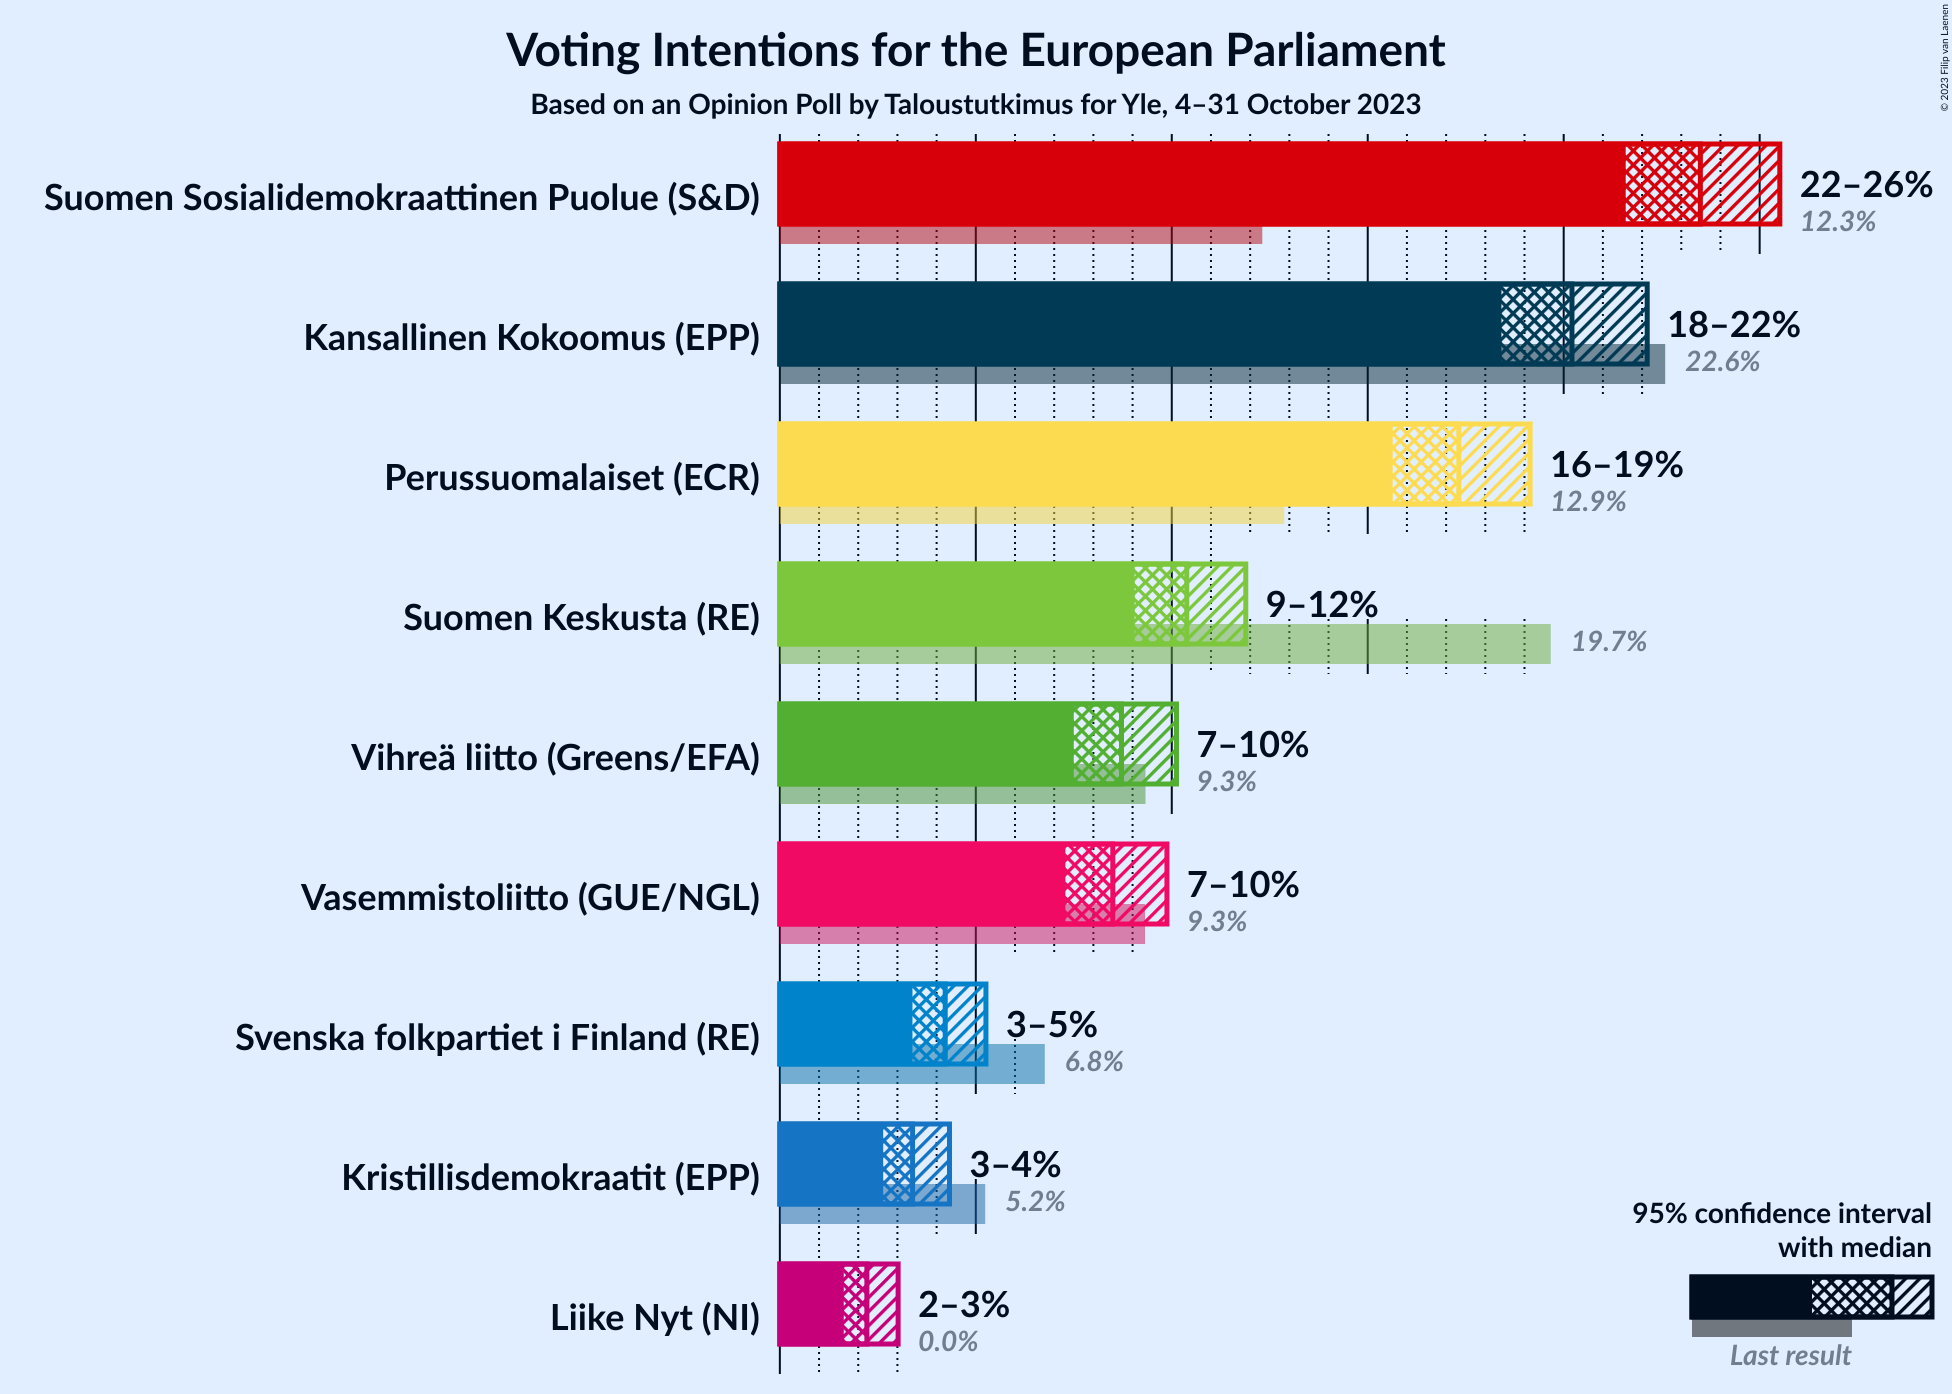 Voting Intentions for the European Parliament
Based on an Opinion Poll by Taloustutkimus for Yle, 4–31 October 2023
© 2023 Filip van Laenen
Suomen Sosialidemokraattinen Puolue (S&D)
22–26%
12.3%
Kansallinen Kokoomus (EPP)
18–22%
22.6%
Perussuomalaiset (ECR)
16–19%
12.9%
Suomen Keskusta (RE)
9–12%
19.7%
Vihreä liitto (Greens/EFA)
7–10%
9.3%
Vasemmistoliitto (GUE/NGL)
7–10%
9.3%
Svenska folkpartiet i Finland (RE)
3–5%
6.8%
Kristillisdemokraatit (EPP)
3–4%
5.2%
Liike Nyt (NI)
2–3%
0.0%
95% confidence interval
with median
Last result